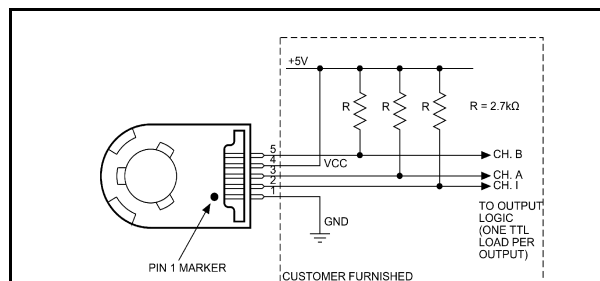 +5V
R
R
R
R = 2.7kΩ
5
4
3
2
1
VCC
CH. B
CH. A
CH. I
GND
TO OUTPUT
LOGIC
(ONE TTL
LOAD PER
OUTPUT)
PIN 1 MARKER
CUSTOMER FURNISHED